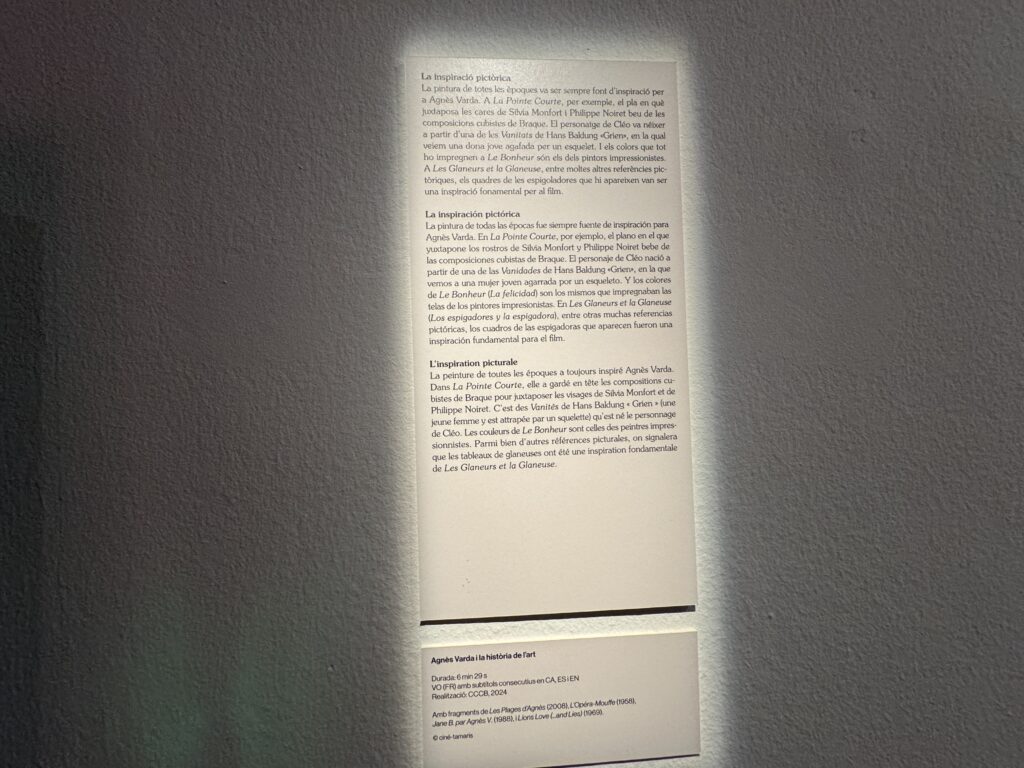 La inspiració pictòrica
La pintura de totes les èpoques va ser sempre font d'inspiració per
a Agnès Varda. A La Pointe Courte, per exemple, el pla en què
juxtaposa les cares de Silvia Monfort i Philippe Noiret beu de les
composicions cubistes de Braque. El personatge de Cléo va néixer
a partir d'una de les Vanitats de Hans Baldung «Grien», en la qual
veiem una dona jove agafada per un esquelet. I els colors que tot
ho impregnen a Le Bonheur són els dels pintors impressionistes.
A Les Glaneurs et la Glaneuse, entre moltes altres referències pic-
tòriques, els quadres de les espigoladores que hi apareixen van ser
una inspiració fonamental per al film.
La inspiración pictórica
La pintura de todas las épocas fue siempre fuente de inspiración para
Agnès Varda. En La Pointe Courte, por ejemplo, el plano en el que
yuxtapone los rostros de Silvia Monfort y Philippe Noiret bebe de
las composiciones cubistas de Braque. El personaje de Cléo nació a
partir de una de las Vanidades de Hans Baldung «Grien», en la que
vemos a una mujer joven agarrada por un esqueleto. Y los colores
de Le Bonheur (La felicidad) son los mismos que impregnaban las
telas de los pintores impresionistas. En Les Glaneurs et la Glaneuse
(Los espigadores y la espigadora), entre otras muchas referencias
pictóricas, los cuadros de las espigadoras que aparecen fueron una
inspiración fundamental para el film.
L'inspiration picturale
La peinture de toutes les époques a toujours inspiré Agnès Varda.
Dans La Pointe Courte, elle a gardé en tête les compositions cu-
bistes de Braque pour juxtaposer les visages de Silvia Monfort et de
Philippe Noiret. C'est des Vanités de Hans Baldung « Grien » (une
jeune femme y est attrapée par un squelette) qu'est né le personnage
de Cléo. Les couleurs de Le Bonheur sont celles des peintres impres-
sionnistes. Parmi bien d'autres références picturales, on signalera
que les tableaux de glaneuses ont été une inspiration fondamentale
de Les Glaneurs et la Glaneuse.
Agnès Varda i la història de l'art
Durada: 6 min 29 s
VO (FR) amb subtítols consecutius en CA, ES i EN
Realització: CCCB, 2024
Amb fragments de Les Plages d'Agnès (2008), L'Opéra-Mouffe (1958),
Jane B. par Agnès V. (1988), i Lions Love (...and Lies) (1969).
© ciné-tamaris